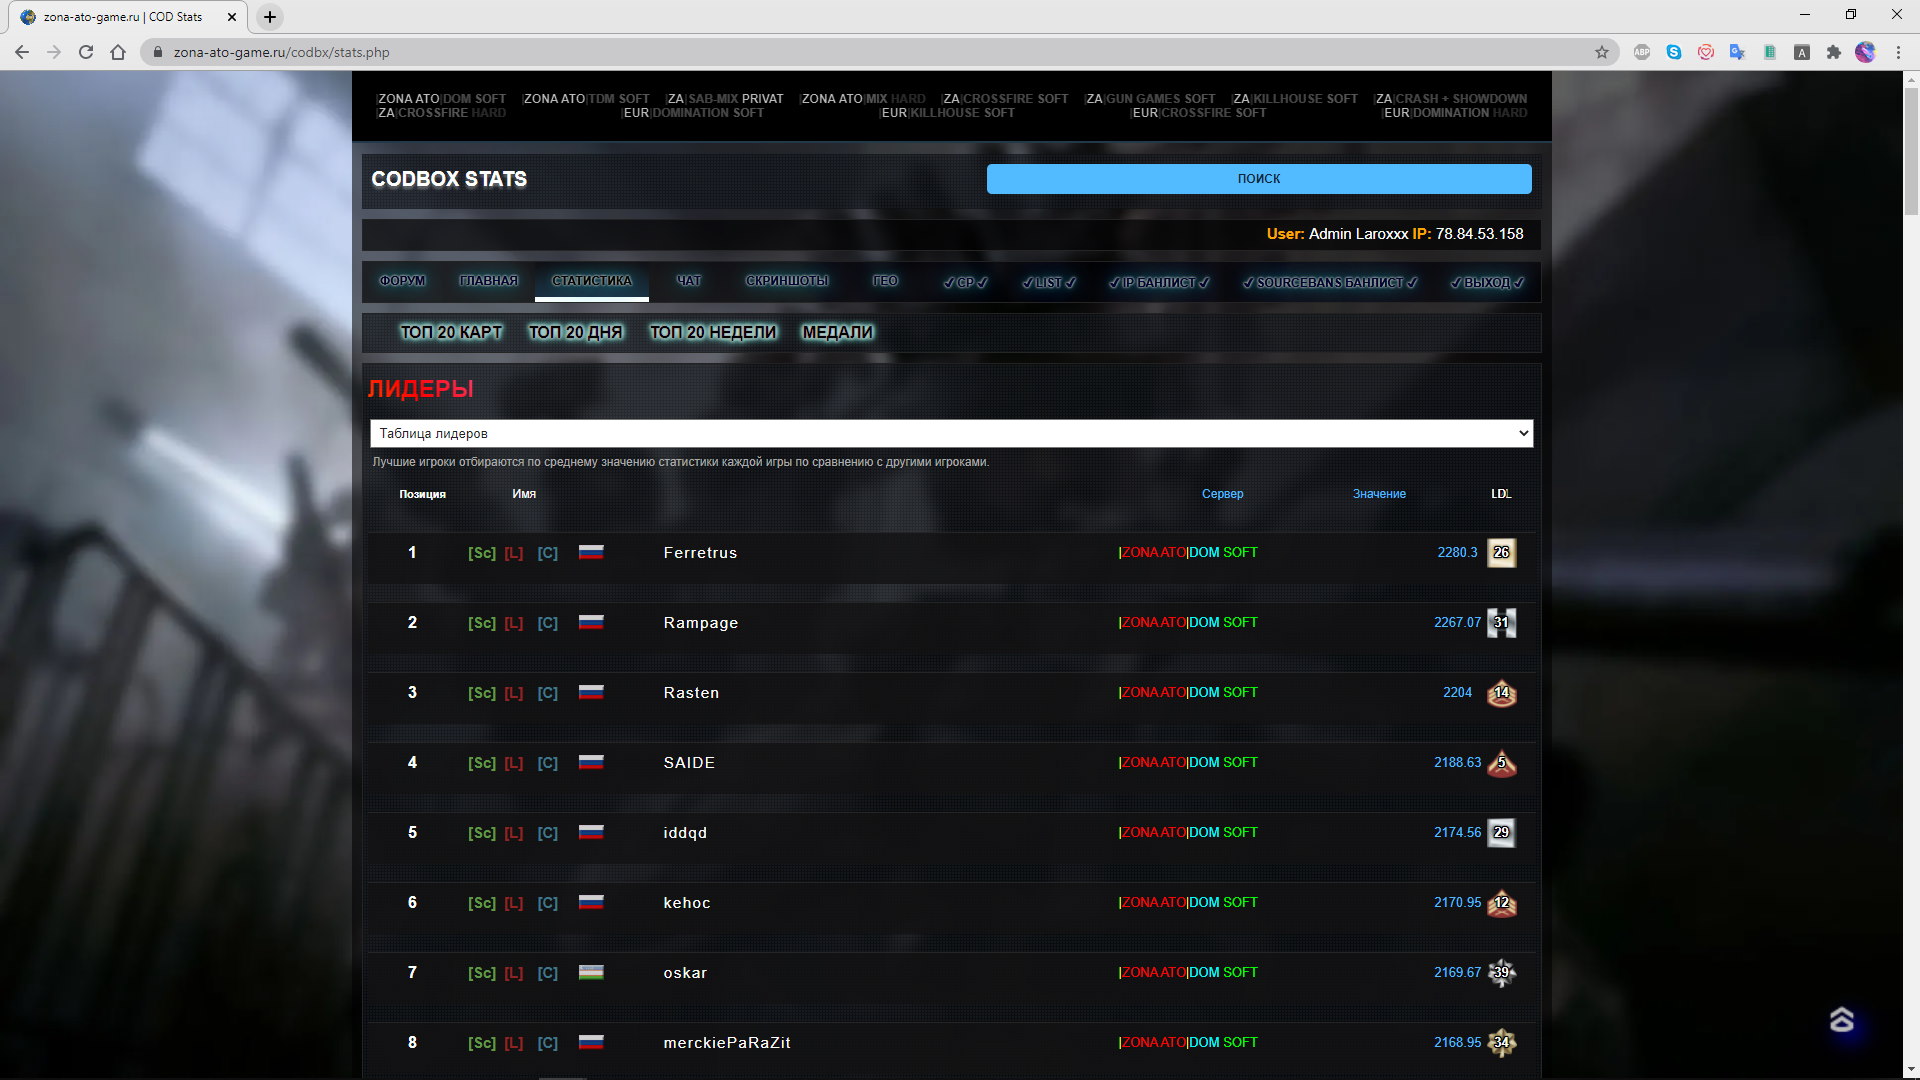 zona-ato-game.ru | COD Stats
zona-ato-game.ru/codbx/stats.php
|ZONA ATO|DOM SOFT |ZONA ATO|TDM SOFT |ZA|SAB-MIX PRIVAT |ZONA ATO|MIX HARD |ZA|CROSSFIRE SOFT |ZA|GUN GAMES SOFT |ZA|KILLHOUSE SOFT |ZA|CRASH + SHOWDOWN
|ZA|CROSSFIRE HARD |EUR|DOMINATION SOFT |EUR|KILLHOUSE SOFT |EUR|CROSSFIRE SOFT |EUR|DOMINATION HARD
CODBOX STATS ПОИСК
User: Admin Laroxxx IP: 78.84.53.158
ФОРУМ ГЛАВНАЯ СТАТИСТИКА ЧАТ СКРИНШОТЫ ГЕО ✓ CP ✓ ✓ LIST ✓ ✓ IP БАНЛИСТ ✓ ✓ SOURCEBANS БАНЛИСТ ✓ ✓ ВЫХОД ✓
ТОП 20 КАРТ ТОП 20 ДНЯ ТОП 20 НЕДЕЛИ МЕДАЛИ
ЛИДЕРЫ
Таблица лидеров
Лучшие игроки отбираются по среднему значению статистики каждой игры по сравнению с другими игроками.
Позиция Имя Сервер Значение LDL
1 [Sc] [L] [C] Ferretrus |ZONA ATO|DOM SOFT 2280.3 26
2 [Sc] [L] [C] Rampage |ZONA ATO|DOM SOFT 2267.07 31
3 [Sc] [L] [C] Rasten |ZONA ATO|DOM SOFT 2204 14
4 [Sc] [L] [C] SAIDE |ZONA ATO|DOM SOFT 2188.63 5
5 [Sc] [L] [C] iddqd |ZONA ATO|DOM SOFT 2174.56 29
6 [Sc] [L] [C] kehoc |ZONA ATO|DOM SOFT 2170.95 12
7 [Sc] [L] [C] oskar |ZONA ATO|DOM SOFT 2169.67 39
8 [Sc] [L] [C] merckiePaRaZit |ZONA ATO|DOM SOFT 2168.95 34